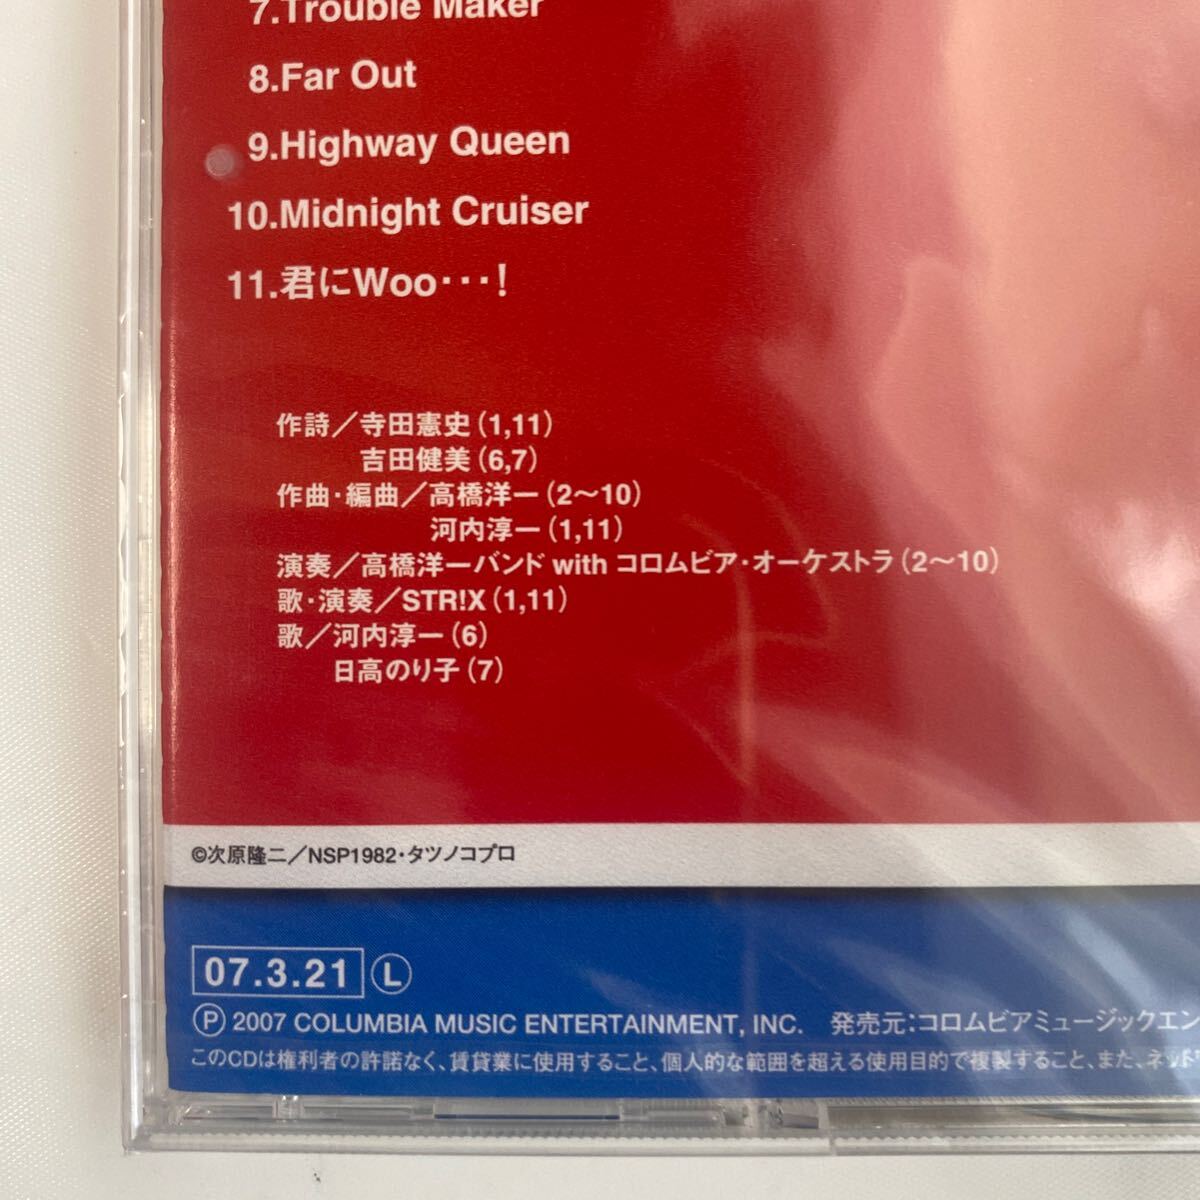 7.Trouble Maker
8.Far Out
9.Highway Queen
10.Midnight Cruiser
11.君にWoo・・・!
作詩／寺田憲史(1,11)
吉田健美(6,7)
作曲・編曲／高橋洋一(2〜10)
河内淳一(1,11)
演奏／高橋洋一バンド with コロムビア・オーケストラ(2〜10)
歌・演奏／STR!X(1,11)
歌／河内淳一(6)
日高のり子(7)
©次原隆二／NSP1982・タツノコプロ
07.3.21 Ⓛ
Ⓟ 2007 COLUMBIA MUSIC ENTERTAINMENT, INC. 発売元:コロムビアミュージックエン
このCDは権利者の許諾なく、賃貸業に使用すること、個人的な範囲を超える使用目的で複製すること、また、ネット